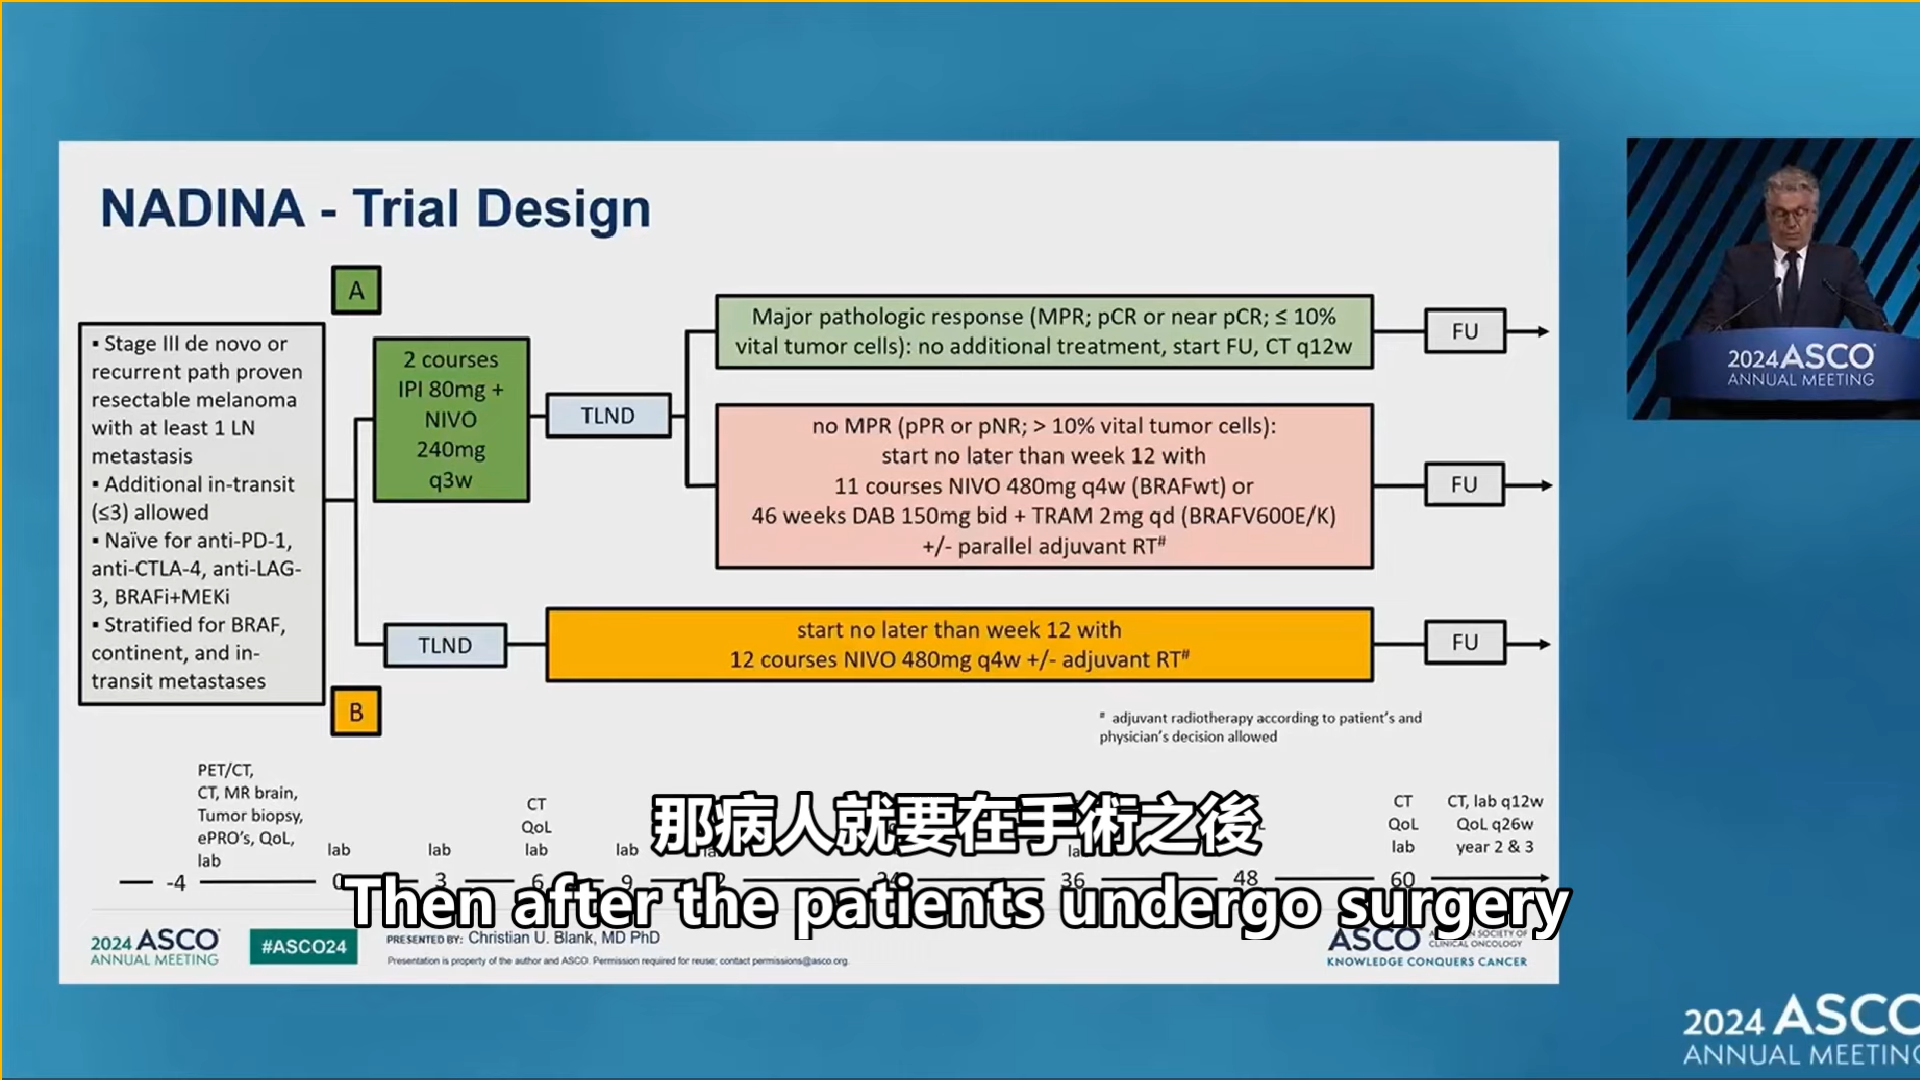 NADINA - Trial Design
A
▪ Stage III de novo or
recurrent path proven
resectable melanoma
with at least 1 LN
metastasis
▪ Additional in-transit
(≤3) allowed
▪ Naïve for anti-PD-1,
anti-CTLA-4, anti-LAG-
3, BRAFi+MEKi
▪ Stratified for BRAF,
continent, and in-
transit metastases
2 courses
IPI 80mg +
NIVO
240mg
q3w
TLND
Major pathologic response (MPR; pCR or near pCR; ≤ 10%
vital tumor cells): no additional treatment, start FU, CT q12w
FU
no MPR (pPR or pNR; > 10% vital tumor cells):
start no later than week 12 with
11 courses NIVO 480mg q4w (BRAFwt) or
46 weeks DAB 150mg bid + TRAM 2mg qd (BRAFV600E/K)
+/- parallel adjuvant RT#
FU
B
TLND
start no later than week 12 with
12 courses NIVO 480mg q4w +/- adjuvant RT#
FU
# adjuvant radiotherapy according to patient's and
physician's decision allowed
PET/CT,
CT, MR brain,
Tumor biopsy,
ePRO's, QoL,
lab
lab
lab
CT
QoL
lab
lab
CT
QoL
lab
CT, lab q12w
QoL q26w
year 2 & 3
-4
3
6
9
36
48
60
那病人就要在手術之後
Then after the patients undergo surgery
2024 ASCO
ANNUAL MEETING
#ASCO24
PRESENTED BY: Christian U. Blank, MD PhD
Presentation is property of the author and ASCO. Permission required for reuse; contact permissions@asco.org.
ASCO
SOCIETY OF
CLINICAL ONCOLOGY
KNOWLEDGE CONQUERS CANCER
2024 ASCO
ANNUAL MEETING
2024 ASCO
ANNUAL MEETING